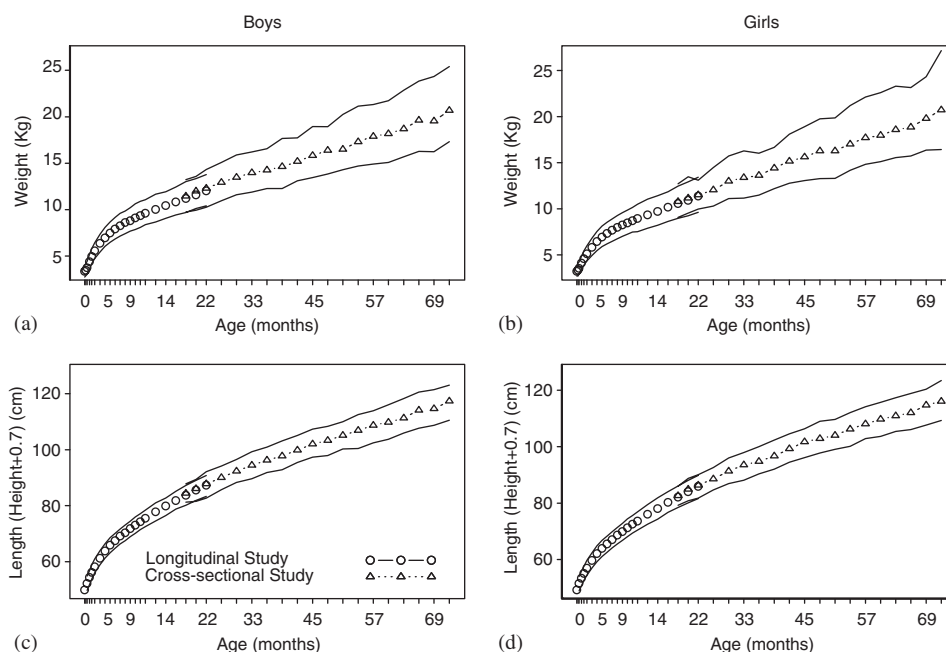 Boys
Girls
Weight (Kg)
25
20
15
10
5
0 5 9 14 22 33 45 57 69
(a)
Age (months)
Weight (Kg)
25
20
15
10
5
0 5 9 14 22 33 45 57 69
(b)
Age (months)
Length (Height+0.7) (cm)
120
100
80
60
Longitudinal Study
Cross-sectional Study
0 5 9 14 22 33 45 57 69
(c)
Age (months)
Length (Height+0.7) (cm)
120
100
80
60
0 5 9 14 22 33 45 57 69
(d)
Age (months)